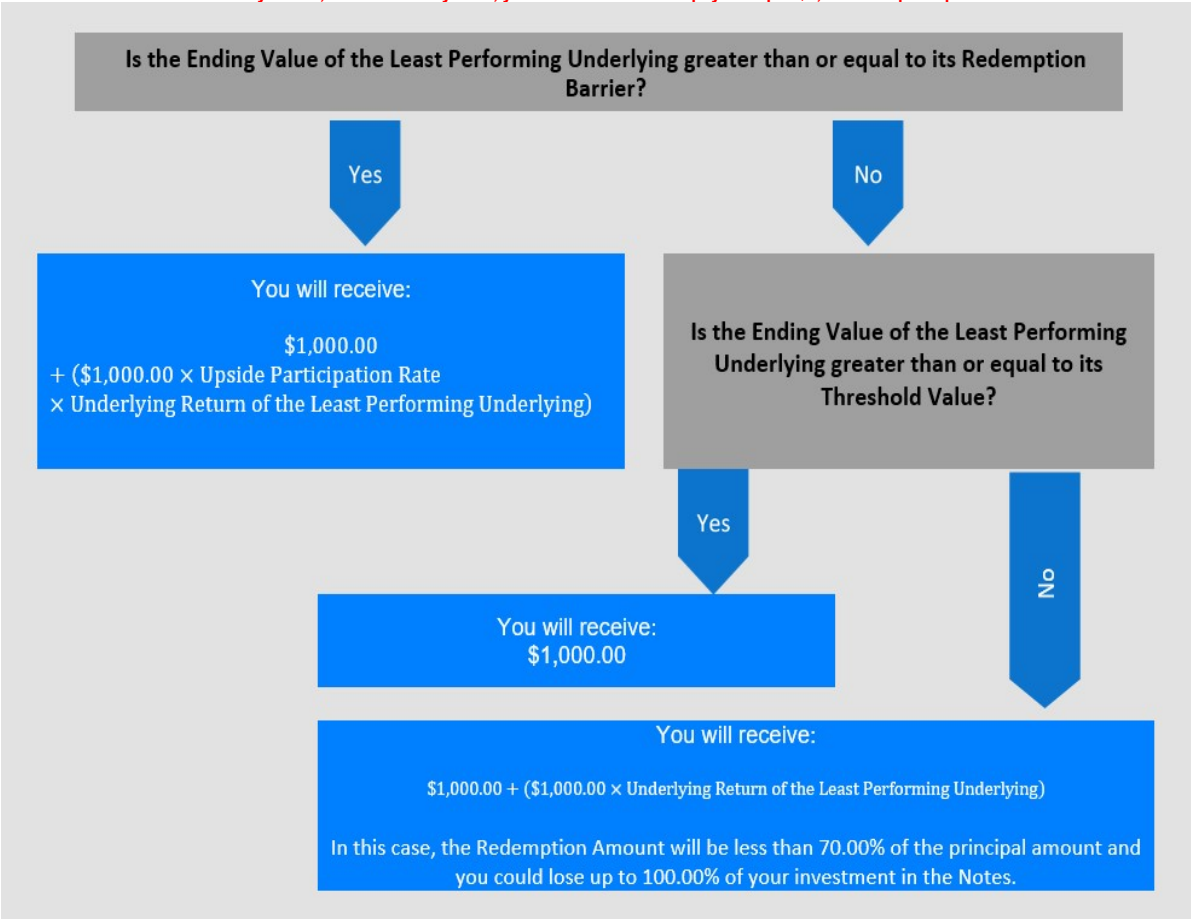 Is the Ending Value of the Least Performing Underlying greater than or equal to its Redemption
Barrier?
Yes
No
You will receive:
$1,000.00
+ ($1,000.00 × Upside Participation Rate
× Underlying Return of the Least Performing Underlying)
Is the Ending Value of the Least Performing
Underlying greater than or equal to its
Threshold Value?
Yes
No
You will receive:
$1,000.00
You will receive:
$1,000.00 + ($1,000.00 × Underlying Return of the Least Performing Underlying)
In this case, the Redemption Amount will be less than 70.00% of the principal amount and
you could lose up to 100.00% of your investment in the Notes.